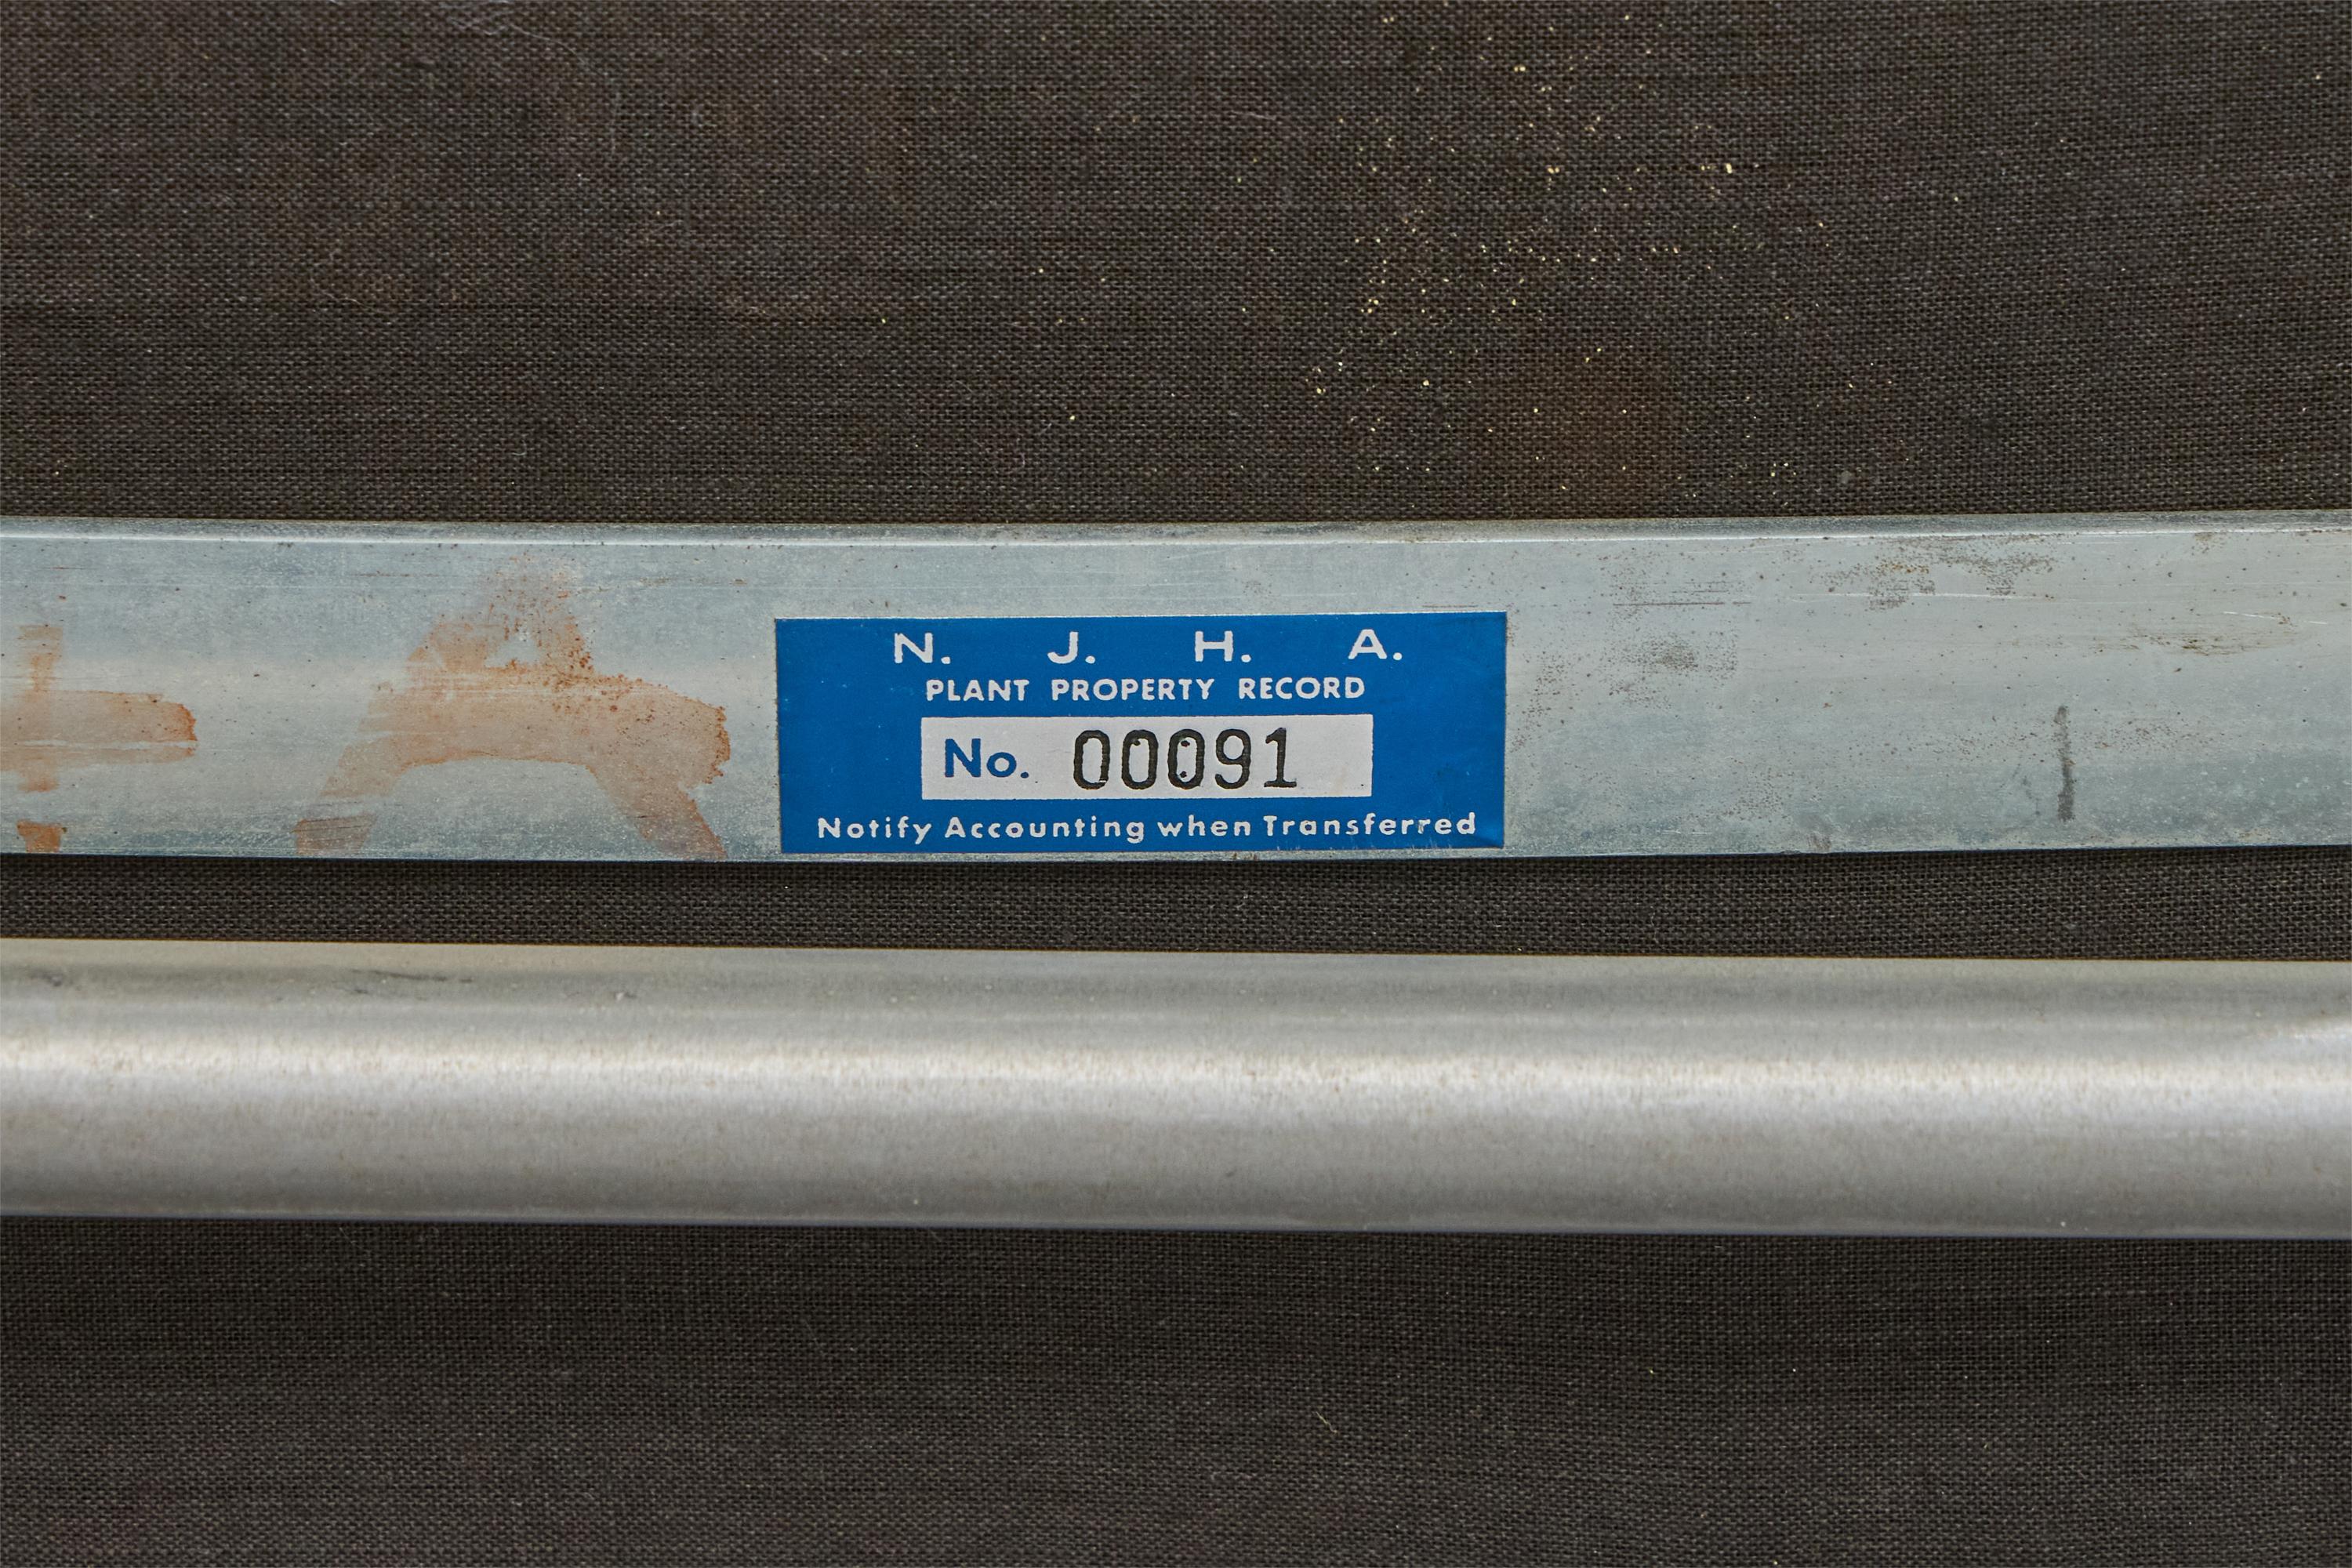 N. J. H. A.
PLANT PROPERTY RECORD
No. 00091
Notify Accounting when Transferred
A